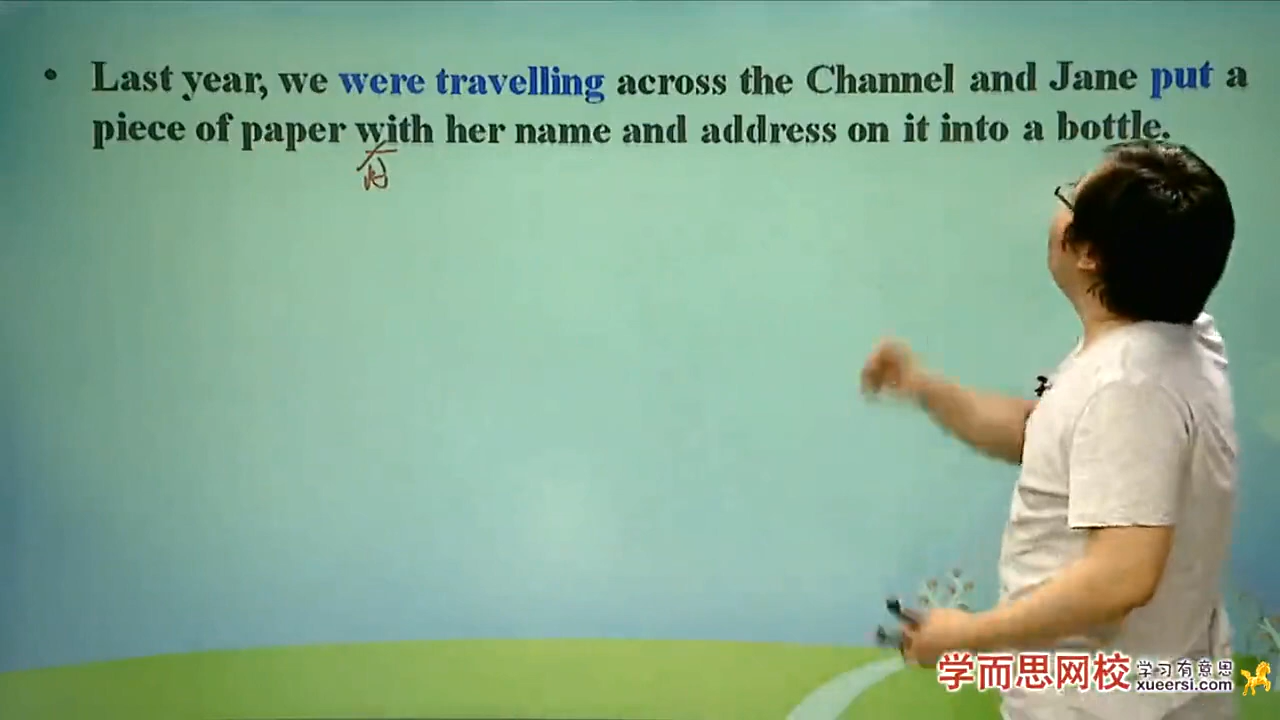 • Last year, we were travelling across the Channel and Jane put a
piece of paper with her name and address on it into a bottle.
有
学而思网校 学习有意思
xueersi.com